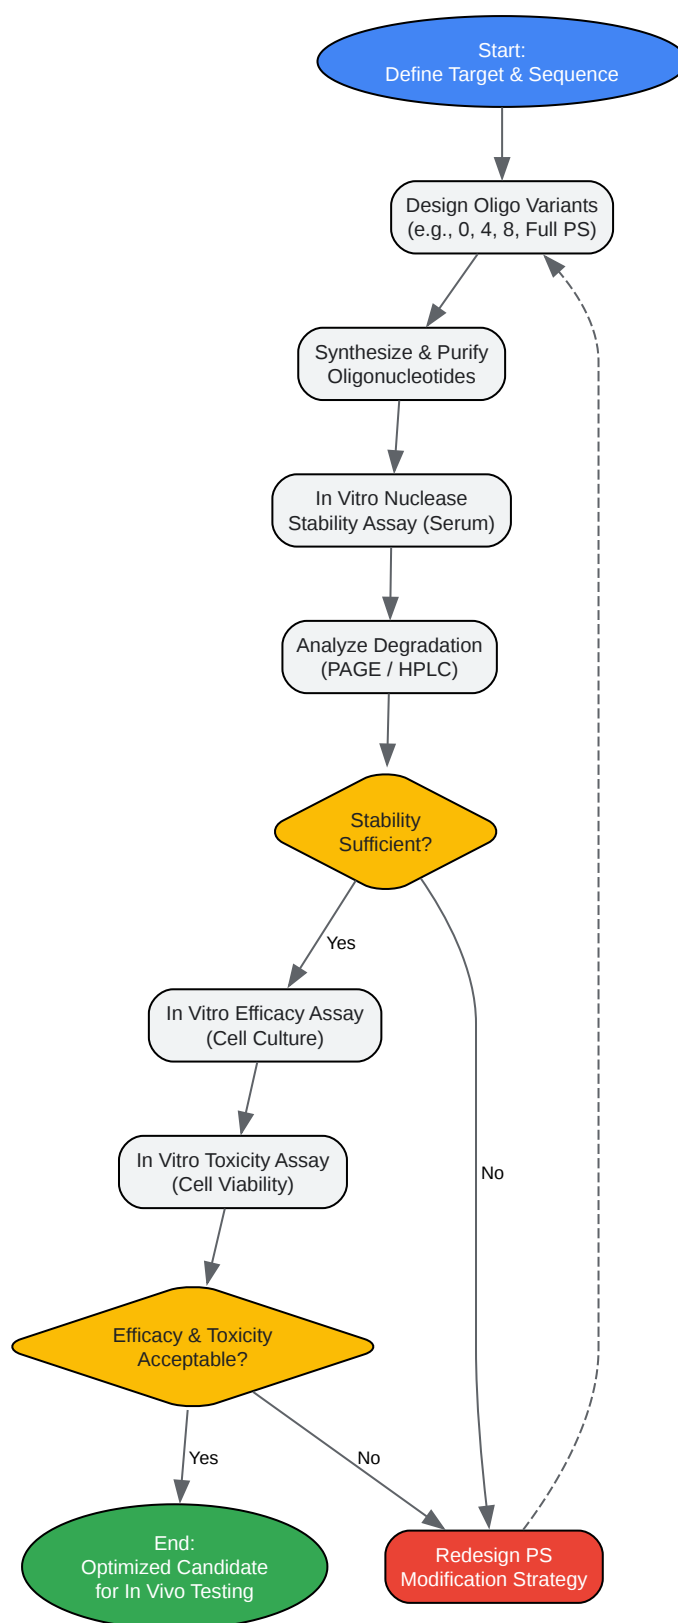 Start:
Define Target & Sequence
Design Oligo Variants
(e.g., 0, 4, 8, Full PS)
Synthesize & Purify
Oligonucleotides
In Vitro Nuclease
Stability Assay (Serum)
Analyze Degradation
(PAGE / HPLC)
Stability
Sufficient?
Yes
In Vitro Efficacy Assay
(Cell Culture)
In Vitro Toxicity Assay
(Cell Viability)
No
Efficacy & Toxicity
Acceptable?
Yes
No
End:
Optimized Candidate
for In Vivo Testing
Redesign PS
Modification Strategy